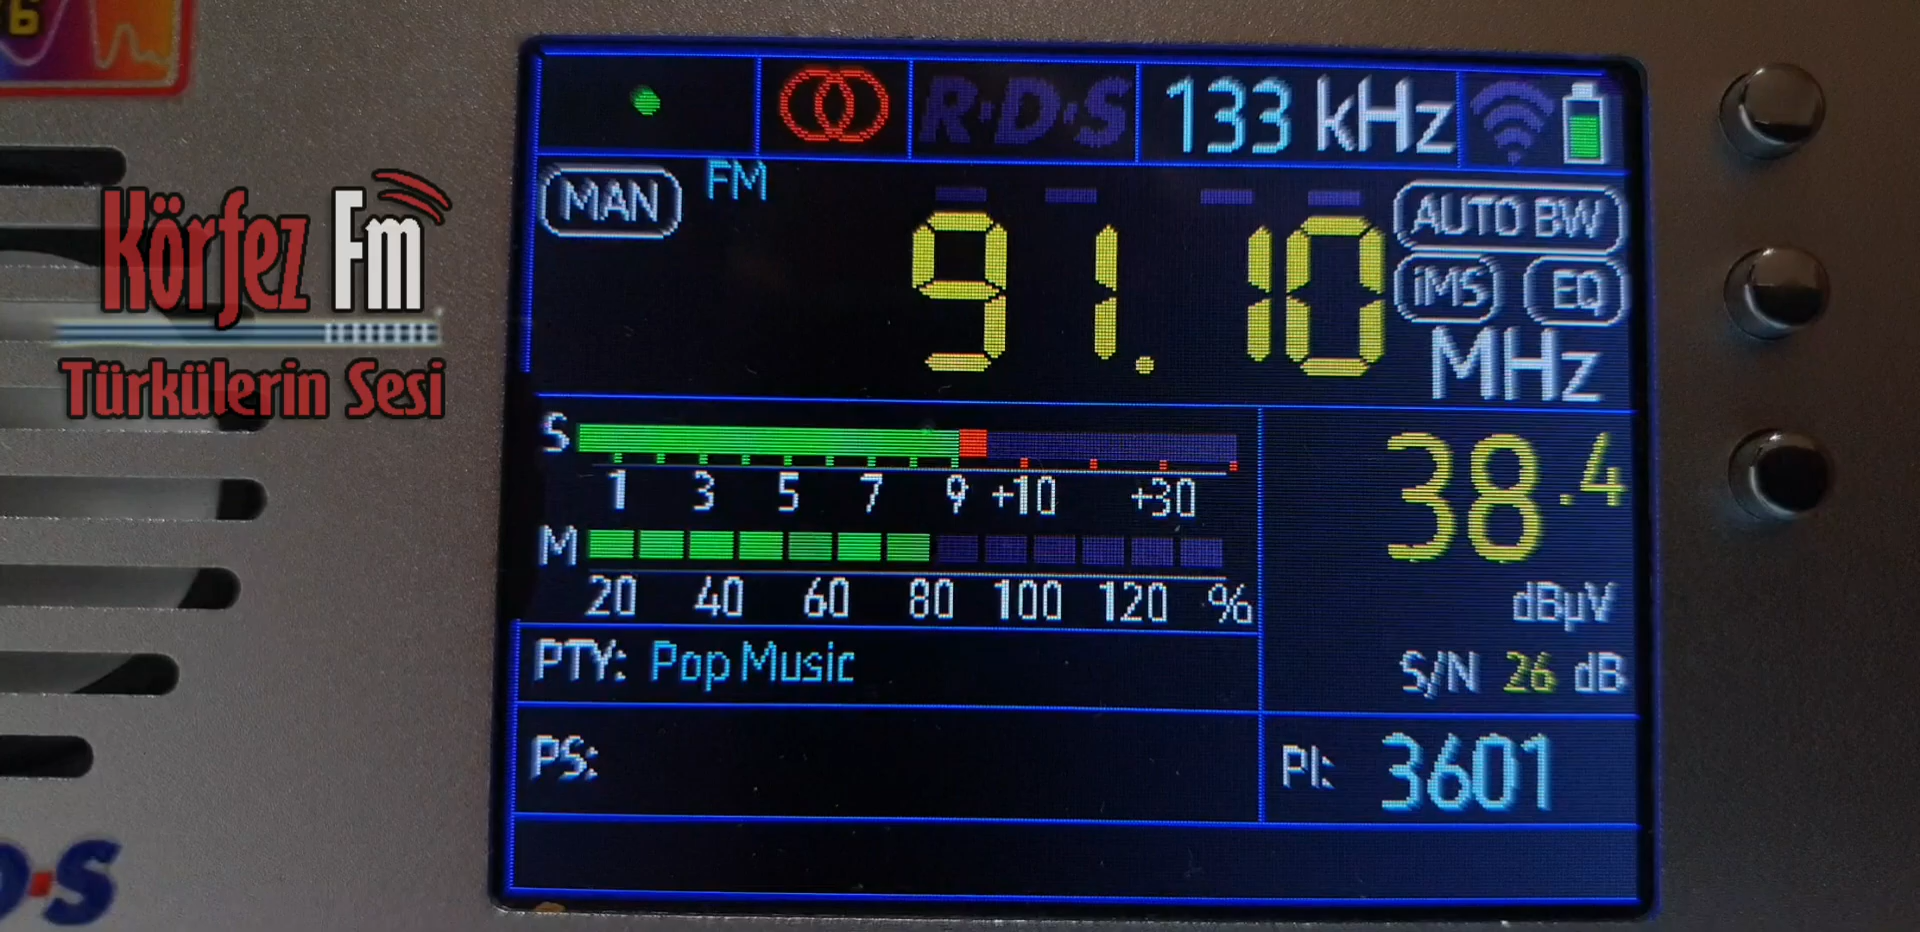 R·D·S 133 kHz
MAN FM AUTO BW
91.10
iMS EQ
MHz
Körfez Fm
Türkülerin Sesi
S
1 3 5 7 9 +10 +30
38.4
M
20 40 60 80 100 120 %
dBµV
PTY: Pop Music
S/N 26 dB
PS:
PI: 3601
D·S